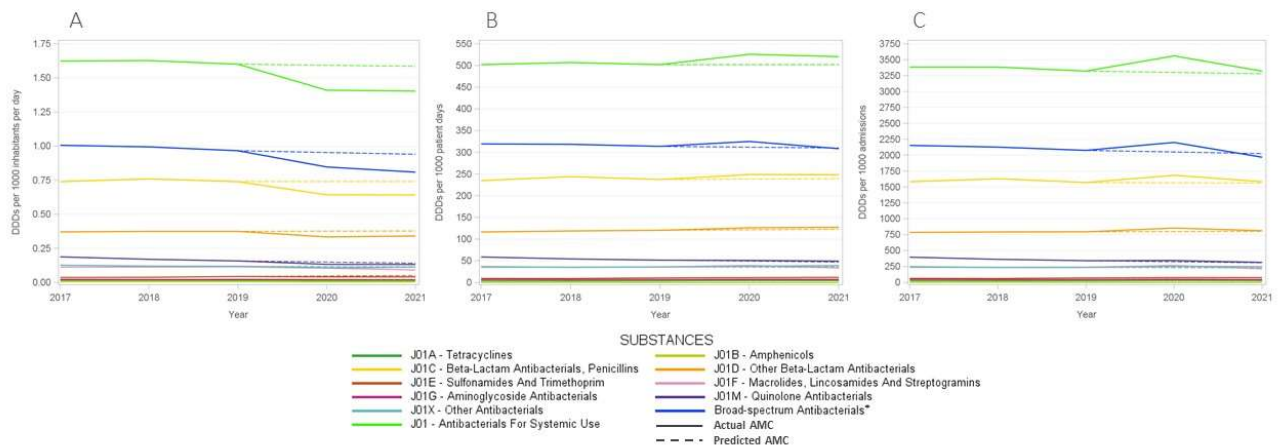 A
B
C
DDDs per 1000 inhabitants per day
1.75
1.50
1.25
1.00
0.75
0.50
0.25
0.00
2017 2018 2019 2020 2021
Year
DDDs per 1000 patient days
550
500
450
400
350
300
250
200
150
100
50
0
2017 2018 2019 2020 2021
Year
DDDs per 1000 admissions
3750
3500
3250
3000
2750
2500
2250
2000
1750
1500
1250
1000
750
500
250
0
2017 2018 2019 2020 2021
Year
SUBSTANCES
J01A - Tetracyclines
J01B - Amphenicols
J01C - Beta-Lactam Antibacterials, Penicillins
J01D - Other Beta-Lactam Antibacterials
J01E - Sulfonamides And Trimethoprim
J01F - Macrolides, Lincosamides And Streptogramins
J01G - Aminoglycoside Antibacterials
J01M - Quinolone Antibacterials
J01X - Other Antibacterials
Broad-spectrum Antibacterials*
J01 - Antibacterials For Systemic Use
Actual AMC
Predicted AMC